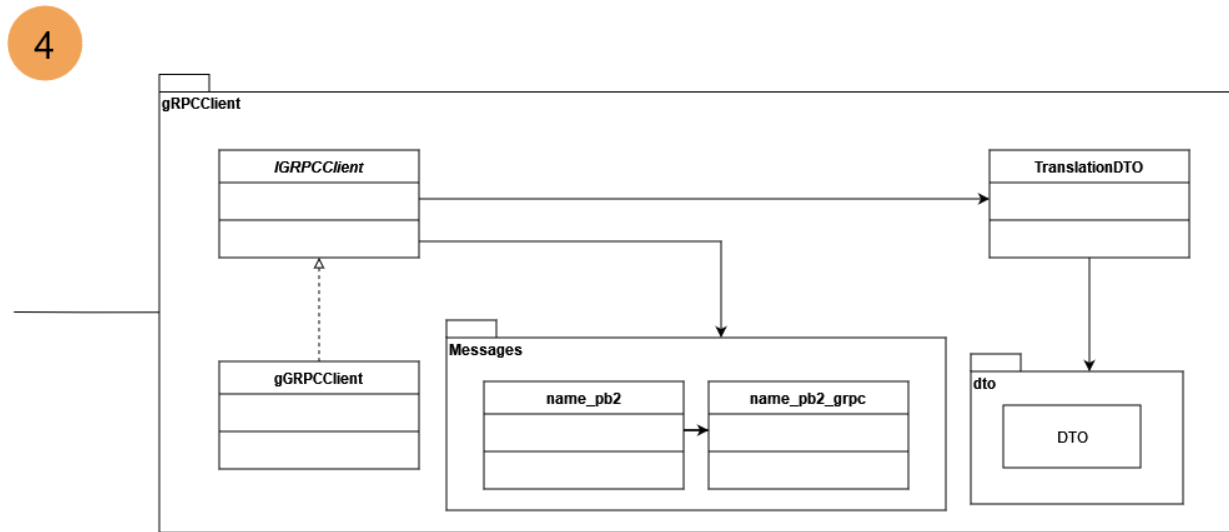 4
gRPCClient
IGRPCClient
TranslationDTO
Messages
gGRPCClient
name_pb2
name_pb2_grpc
dto
DTO